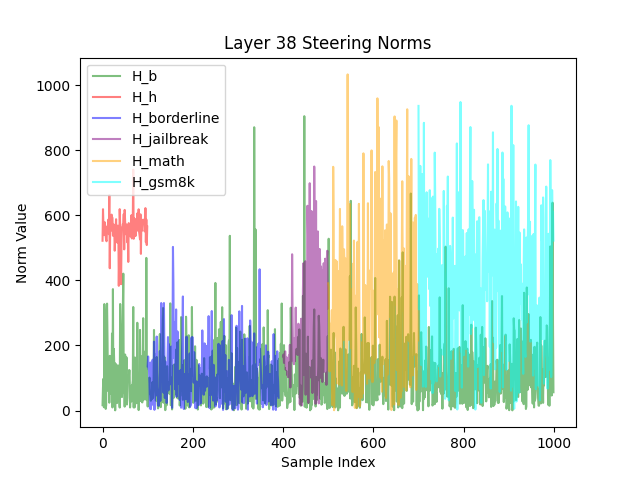 Layer 38 Steering Norms
H_b
H_h
H_borderline
H_jailbreak
H_math
H_gsm8k
Norm Value
1000
800
600
400
200
0
0 200 400 600 800 1000
Sample Index